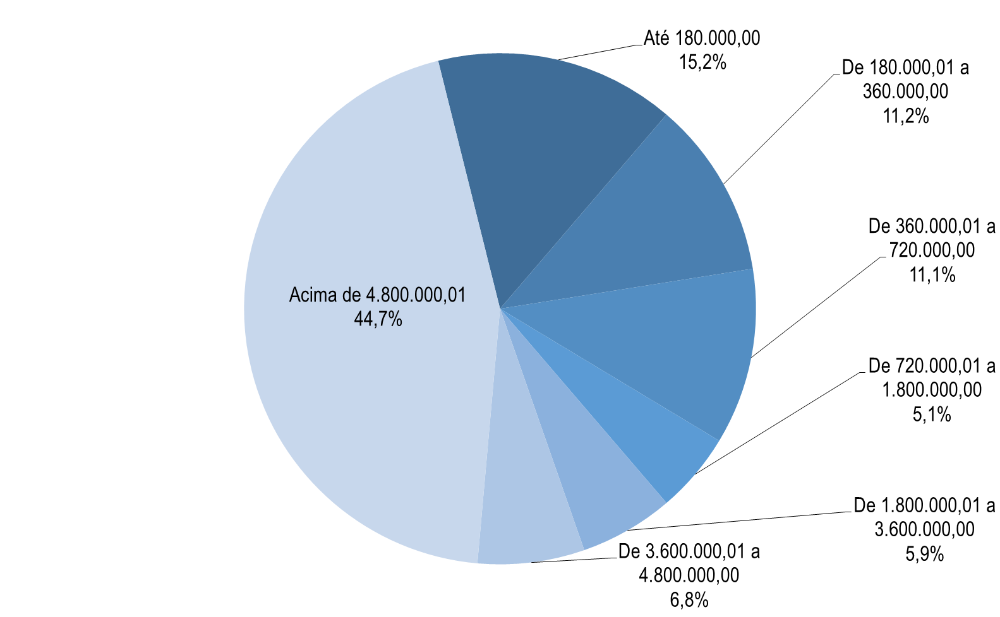 Até 180.000,00
15,2%
De 180.000,01 a
360.000,00
11,2%
De 360.000,01 a
720.000,00
11,1%
Acima de 4.800.000,01
44,7%
De 720.000,01 a
1.800.000,00
5,1%
De 1.800.000,01 a
3.600.000,00
5,9%
De 3.600.000,01 a
4.800.000,00
6,8%